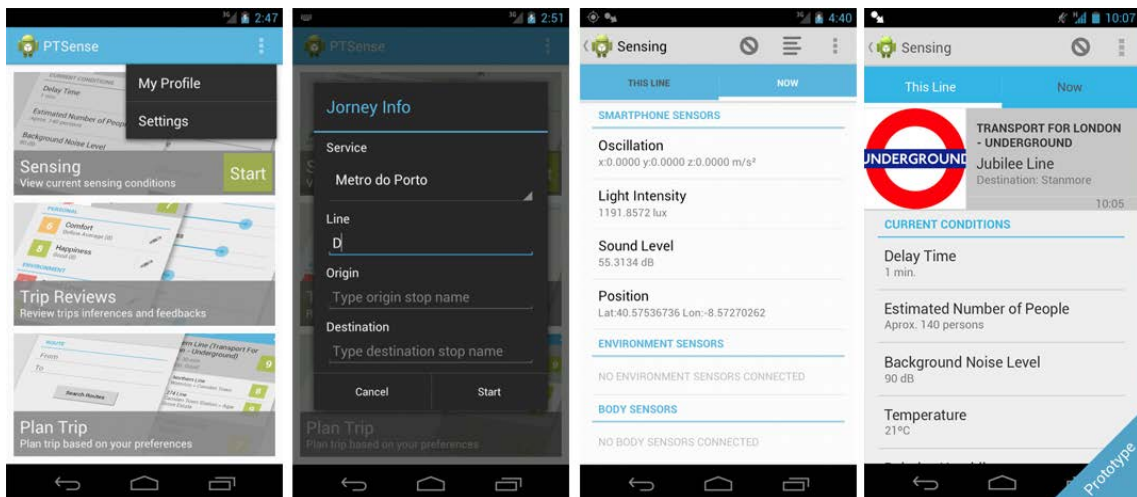 3G 2:47
PTSense
My Profile
Settings
CURRENT CONDITIONS
Delay Time
Estimated Number of Peop
Background Noise Level
Sensing
View current sensing conditions
Start
PERSONAL
Comfort
Happiness
ENVIRONMENT
Trip Reviews
Review trips inferences and feedbacks
ROUTE
From
To
Search Routes
Plan Trip
Plan trip based on your preferences
3G 2:51
PTSense
Jorney Info
Service
Metro do Porto
Line
D
Origin
Type origin stop name
Destination
Type destination stop name
Cancel
Start
Plan Trip
Plan trip based on your preferences
3G 4:40
Sensing
THIS LINE
NOW
SMARTPHONE SENSORS
Oscillation
x:0.0000 y:0.0000 z:0.0000 m/s²
Light Intensity
1191.8572 lux
Sound Level
55.3134 dB
Position
Lat:40.57536736 Lon:-8.57270262
ENVIRONMENT SENSORS
NO ENVIRONMENT SENSORS CONNECTED
BODY SENSORS
NO BODY SENSORS CONNECTED
10:07
Sensing
This Line
Now
UNDERGROUND
TRANSPORT FOR LONDON
- UNDERGROUND
Jubilee Line
Destination: Stanmore
10:05
CURRENT CONDITIONS
Delay Time
1 min.
Estimated Number of People
Aprox. 140 persons
Background Noise Level
90 dB
Temperature
21ºC
Prototype